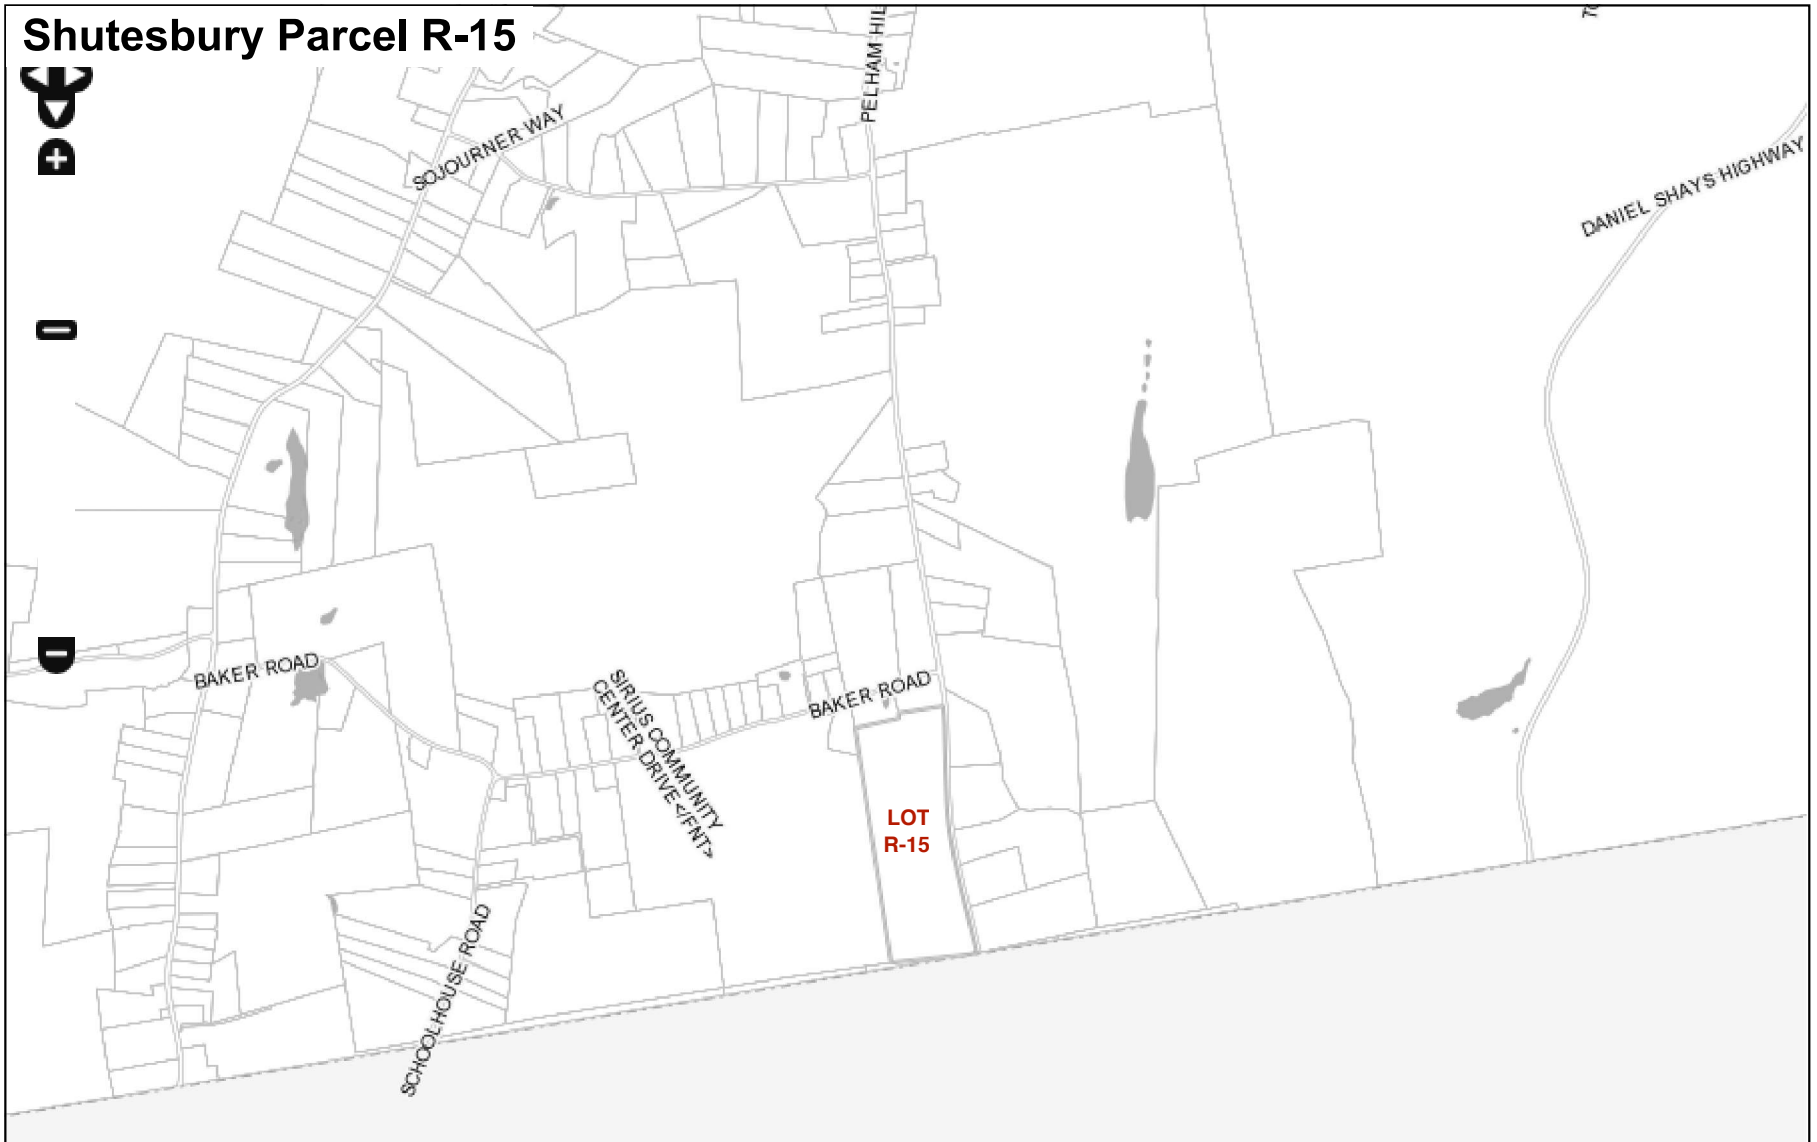 Shutesbury Parcel R-15
PELHAM HIL
SOJOURNER WAY
DANIEL SHAYS HIGHWAY
BAKER ROAD
SIRIUS COMMUNITY
CENTER DRIVE</FNT>
BAKER ROAD
LOT
R-15
SCHOOLHOUSE ROAD